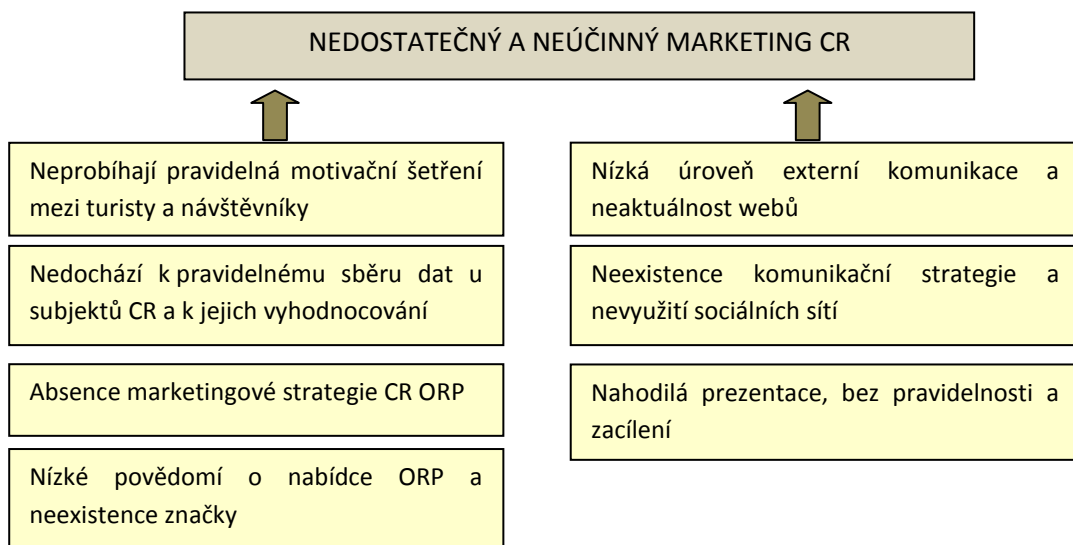 NEDOSTATEČNÝ A NEÚČINNÝ MARKETING CR
Neprobíhají pravidelná motivační šetření
mezi turisty a návštěvníky
Nedochází k pravidelnému sběru dat u
subjektů CR a k jejich vyhodnocování
Absence marketingové strategie CR ORP
Nízké povědomí o nabídce ORP a
neexistence značky
Nízká úroveň externí komunikace a
neaktuálnost webů
Neexistence komunikační strategie a
nevyužití sociálních sítí
Nahodilá prezentace, bez pravidelnosti a
zacílení